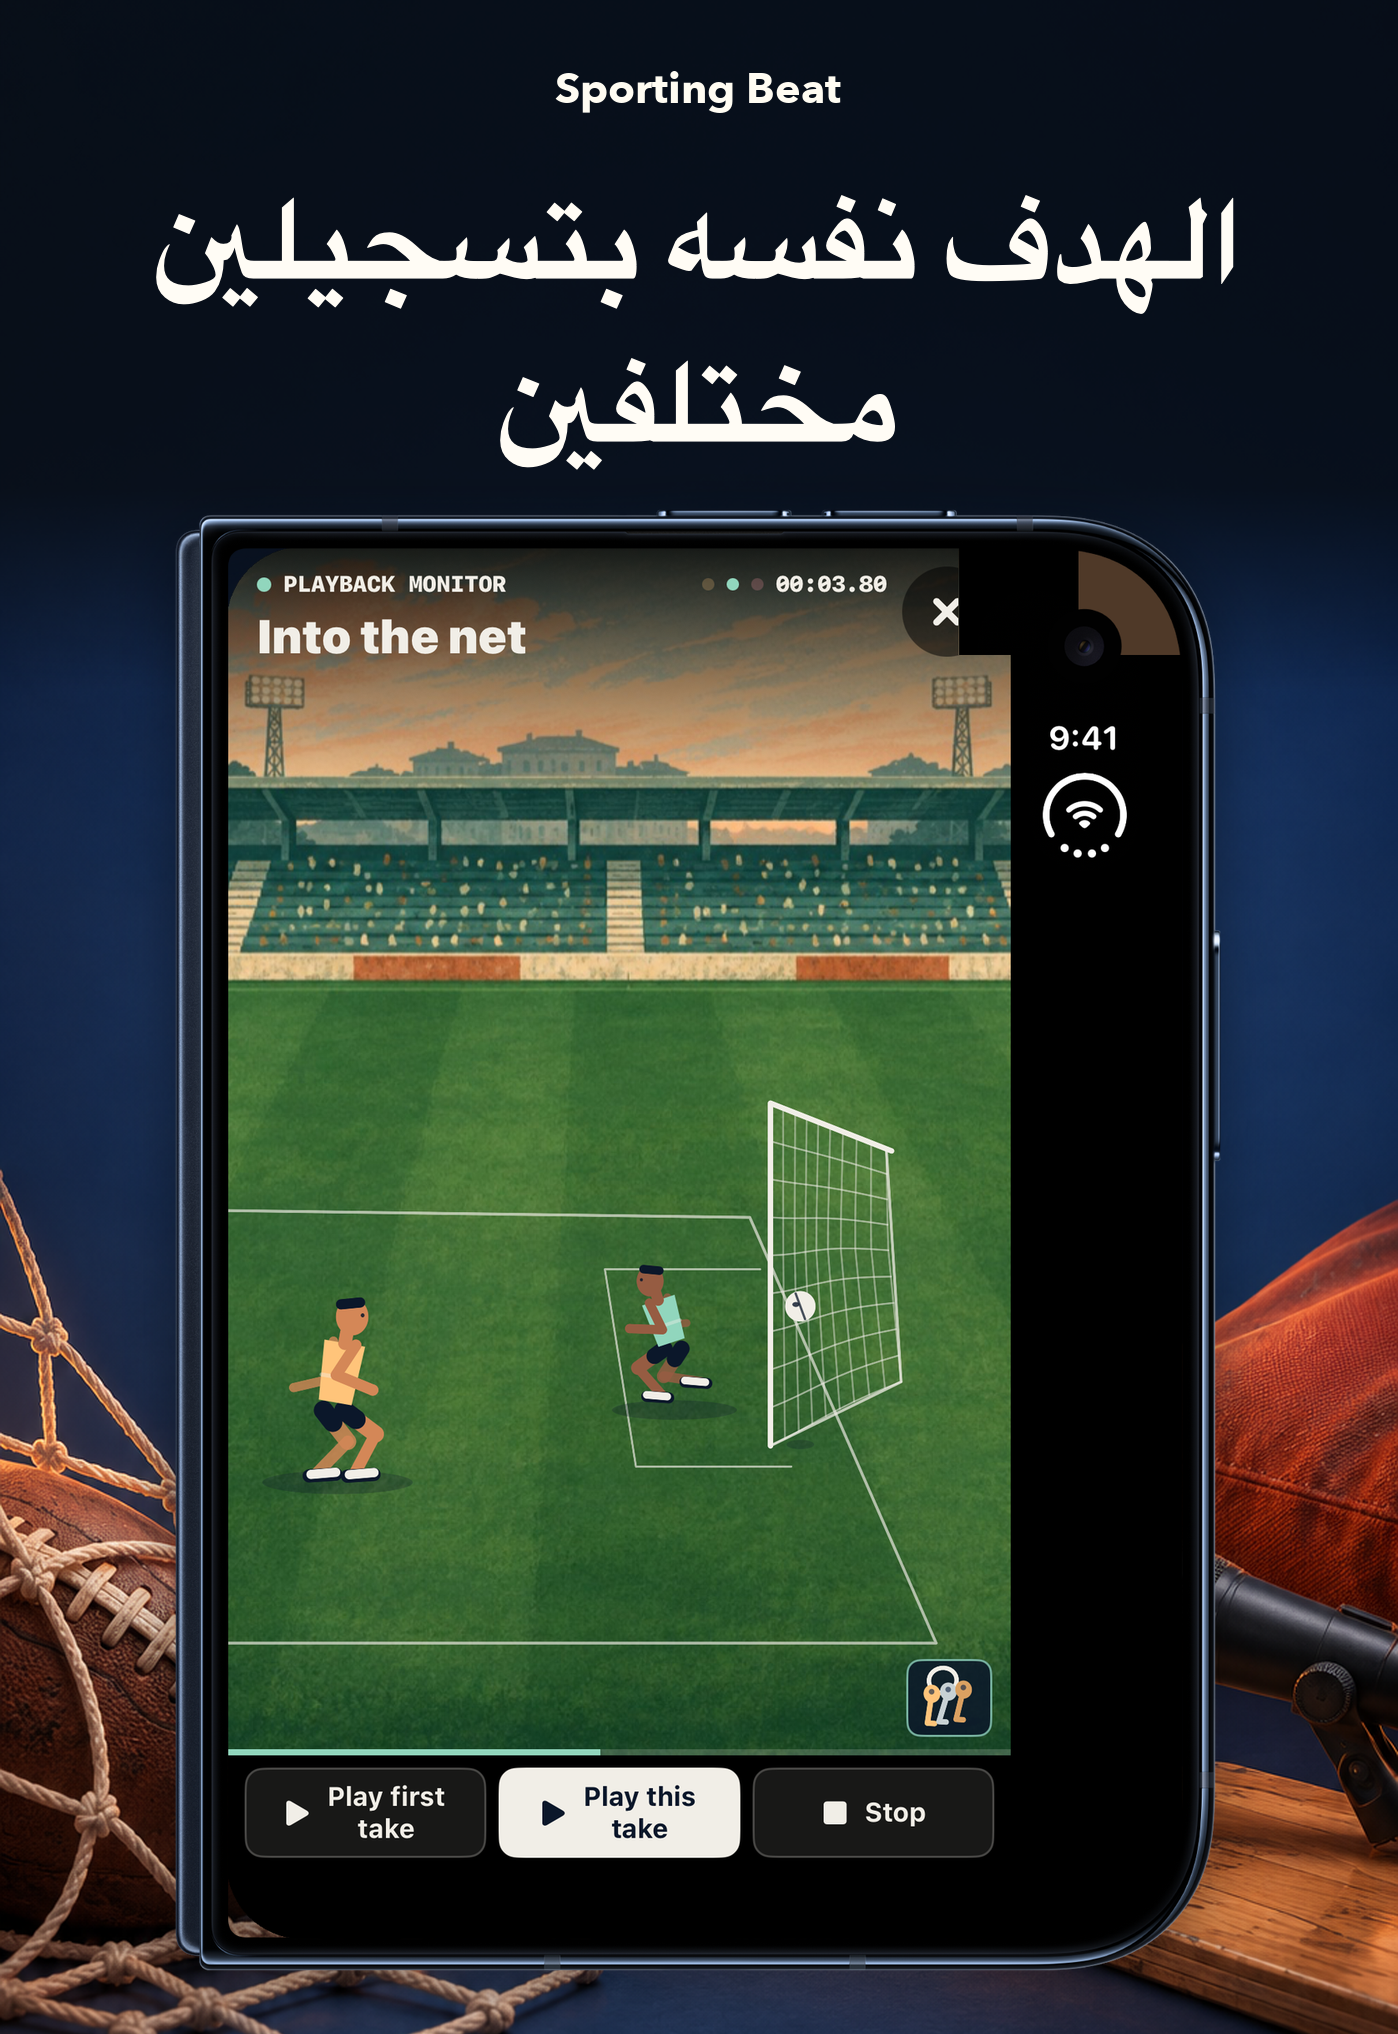 Sporting Beat
الهدف نفسه بتسجيلين
مختلفين
PLAYBACK MONITOR
00:03.80
Into the net
9:41
Play first
take
Play this
take
Stop